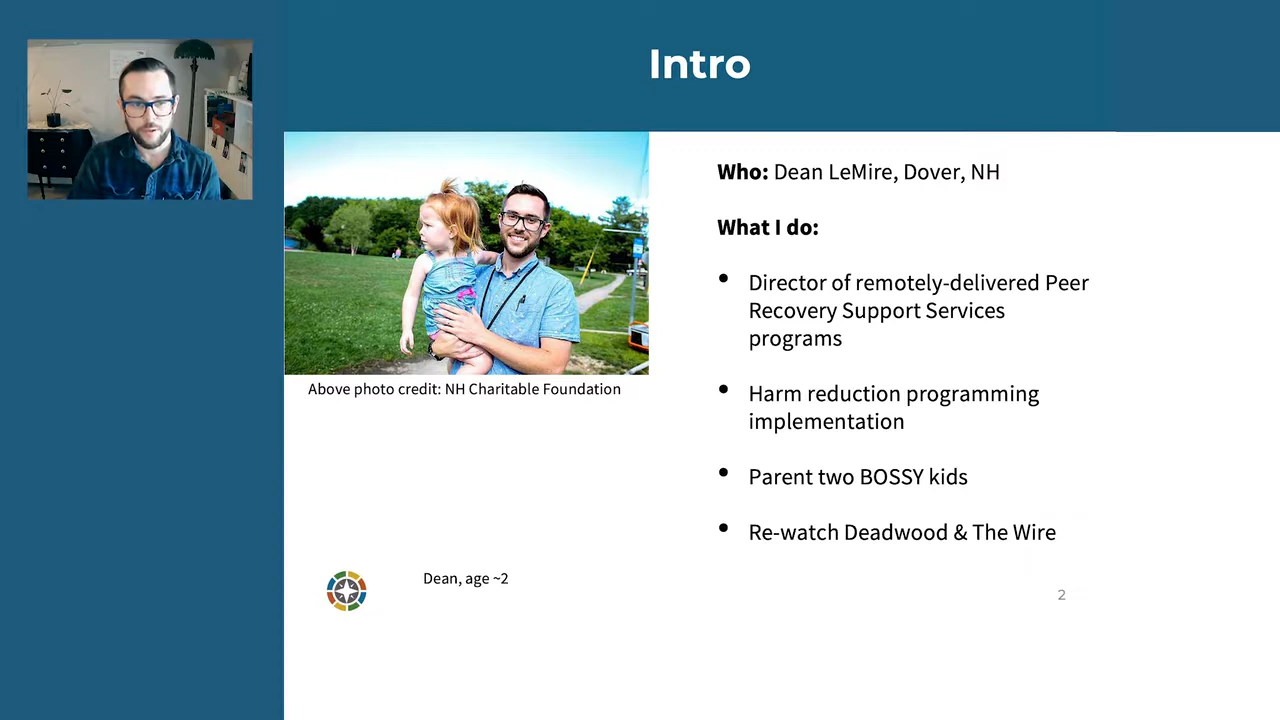 Intro
Who: Dean LeMire, Dover, NH
What I do:
• Director of remotely-delivered Peer
Recovery Support Services
programs
• Harm reduction programming
implementation
• Parent two BOSSY kids
• Re-watch Deadwood & The Wire
Above photo credit: NH Charitable Foundation
Dean, age ~2
2